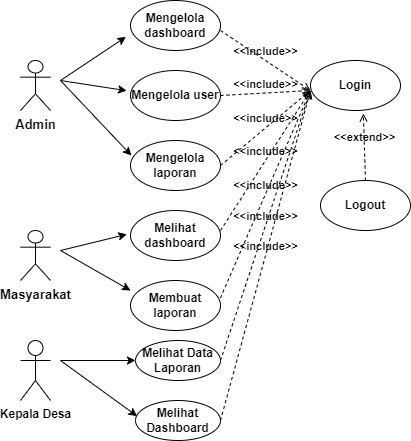 Mengelola
dashboard
<<include>>
Mengelola user
<<include>>
Login
Admin
<<include>>
<<extend>>
Mengelola
laporan
<<include>>
<<include>>
Logout
Melihat
dashboard
<<include>>
<<include>>
Masyarakat
Membuat
laporan
Melihat Data
Laporan
Kepala Desa
Melihat
Dashboard